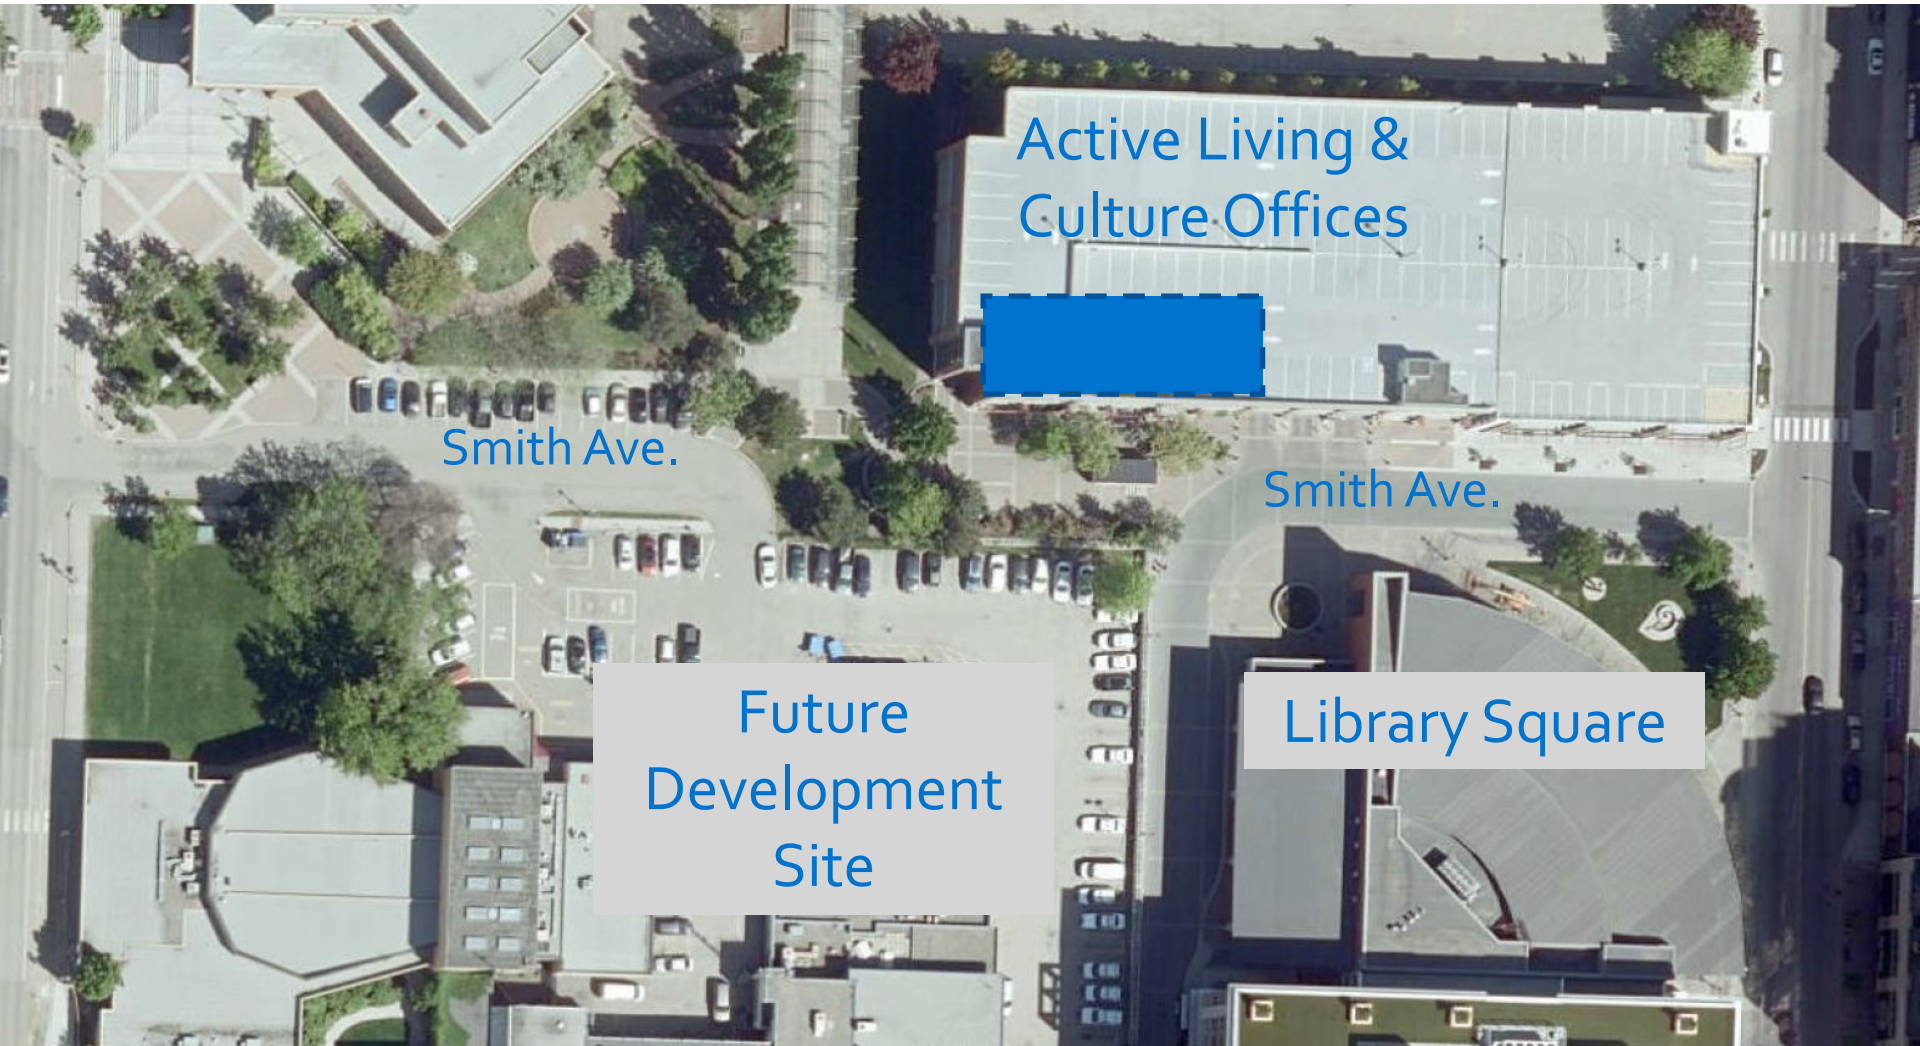 Active Living &
Culture Offices
Smith Ave.
Smith Ave.
Future
Development
Site
Library Square